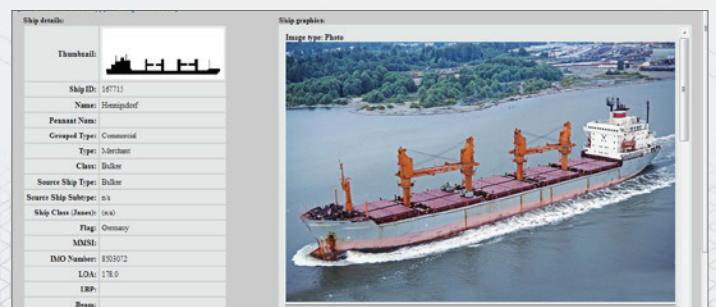 Ship details:
Thumbnail:
Ship ID: 167715
Name: Hennigsdorf
Pennant Num:
Grouped Type: Commercial
Type: Merchant
Class: Bulker
Source Ship Type: Bulker
Source Ship Subtype: n/a
Ship Class (Janes): (n/a)
Flag: Germany
MMSI:
IMO Number: 8503072
LOA: 178.0
LBP:
Beam:
Ship graphics:
Image type: Photo